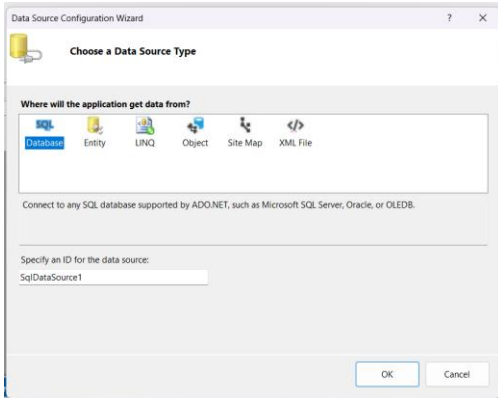 Data Source Configuration Wizard
?
Choose a Data Source Type
Where will the application get data from?
SQL
Database Entity LINQ Object Site Map XML File
Connect to any SQL database supported by ADO.NET, such as Microsoft SQL Server, Oracle, or OLEDB.
Specify an ID for the data source:
SqlDataSource1
OK Cancel